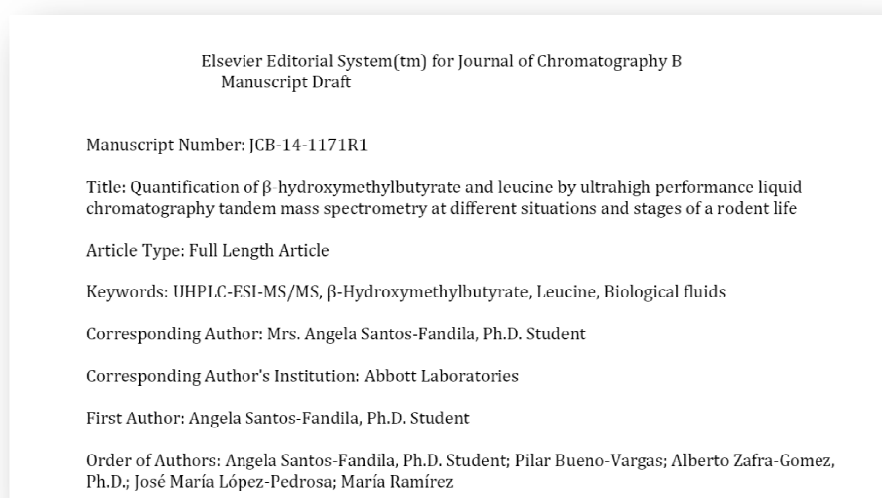 Elsevier Editorial System(tm) for Journal of Chromatography B
Manuscript Draft
Manuscript Number: JCB-14-1171R1
Title: Quantification of β-hydroxymethylbutyrate and leucine by ultrahigh performance liquid
chromatography tandem mass spectrometry at different situations and stages of a rodent life
Article Type: Full Length Article
Keywords: UHPLC-ESI-MS/MS, β-Hydroxymethylbutyrate, Leucine, Biological fluids
Corresponding Author: Mrs. Angela Santos-Fandila, Ph.D. Student
Corresponding Author's Institution: Abbott Laboratories
First Author: Angela Santos-Fandila, Ph.D. Student
Order of Authors: Angela Santos-Fandila, Ph.D. Student; Pilar Bueno-Vargas; Alberto Zafra-Gomez,
Ph.D.; José María López-Pedrosa; María Ramírez